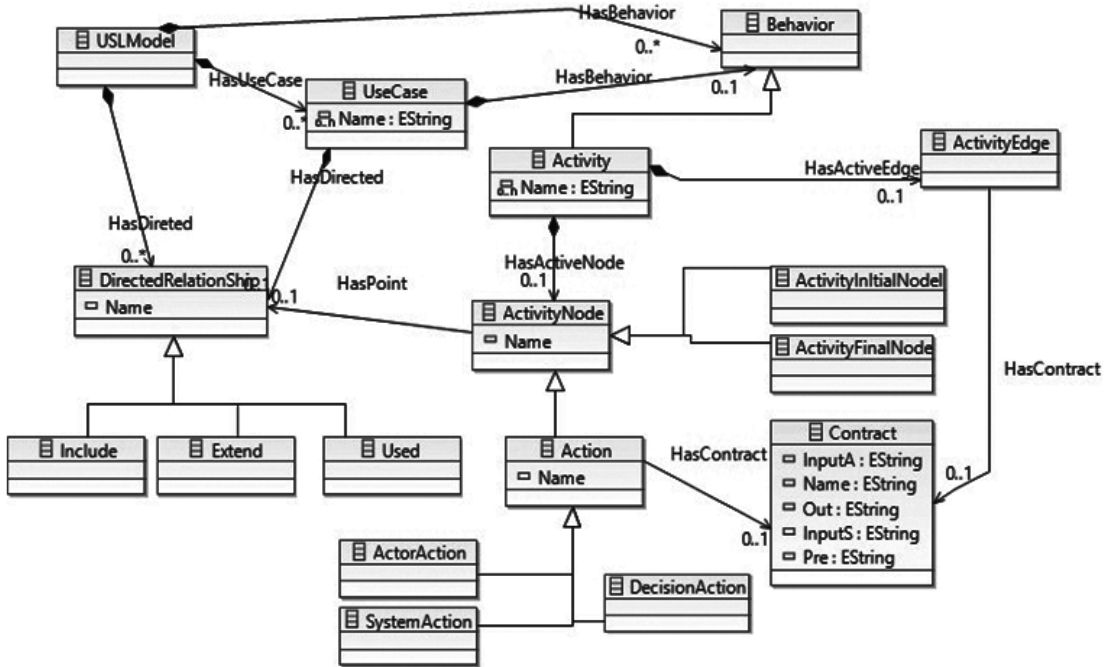 HasBehavior
Behavior
USLModel
0..*
HasUseCase
HasBehavior
UseCase
0..1
0..*
Name : EString
ActivityEdge
Activity
HasActiveEdge
HasDirected
Name : EString
0..1
HasDireted
0..*
HasActiveNode
DirectedRelationShip
0..1
HasPoint
0..1
ActivityInItialNodel
Name
ActivityNode
Name
ActivityFinalNode
HasContract
Contract
Include
Extend
Used
Action
HasContract
InputA : EString
Name
Name : EString
0..1
Out : EString
InputS : EString
0..1
Pre : EString
ActorAction
DecisionAction
SystemAction